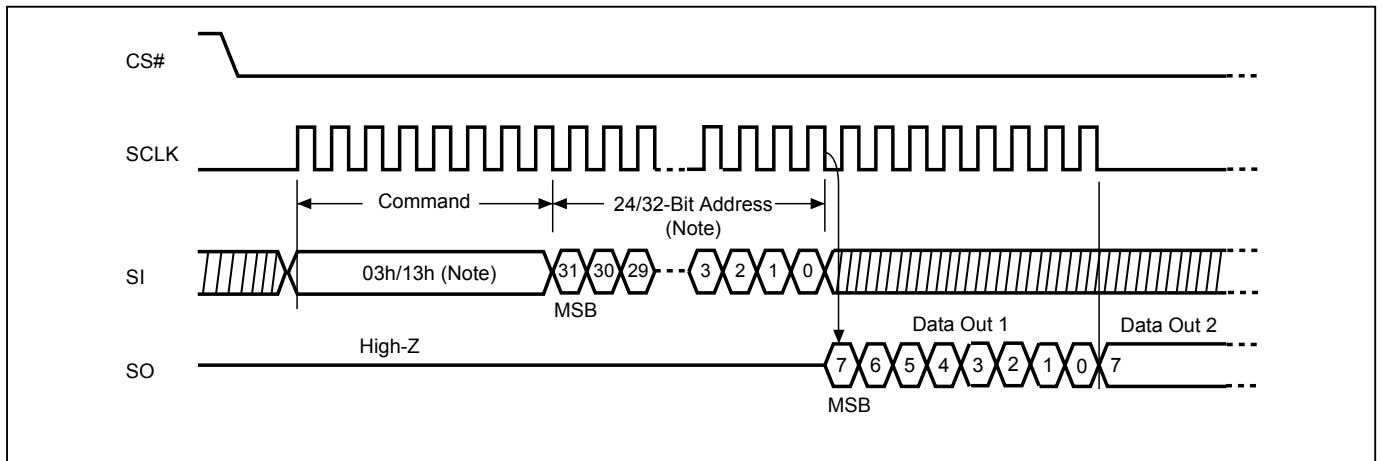 CS#
SCLK
Command
24/32-Bit Address
(Note)
SI
03h/13h (Note)
31 30 29 3 2 1 0
MSB
Data Out 1
Data Out 2
High-Z
SO
7 6 5 4 3 2 1 0 7
MSB